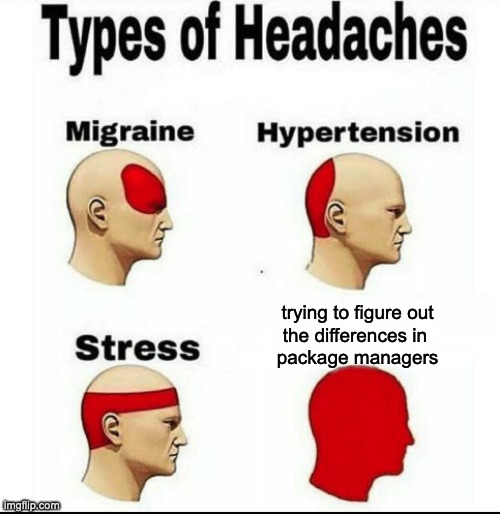 Types of Headaches
Migraine
Hypertension
Stress
trying to figure out
the differences in
package managers
imgflip.com